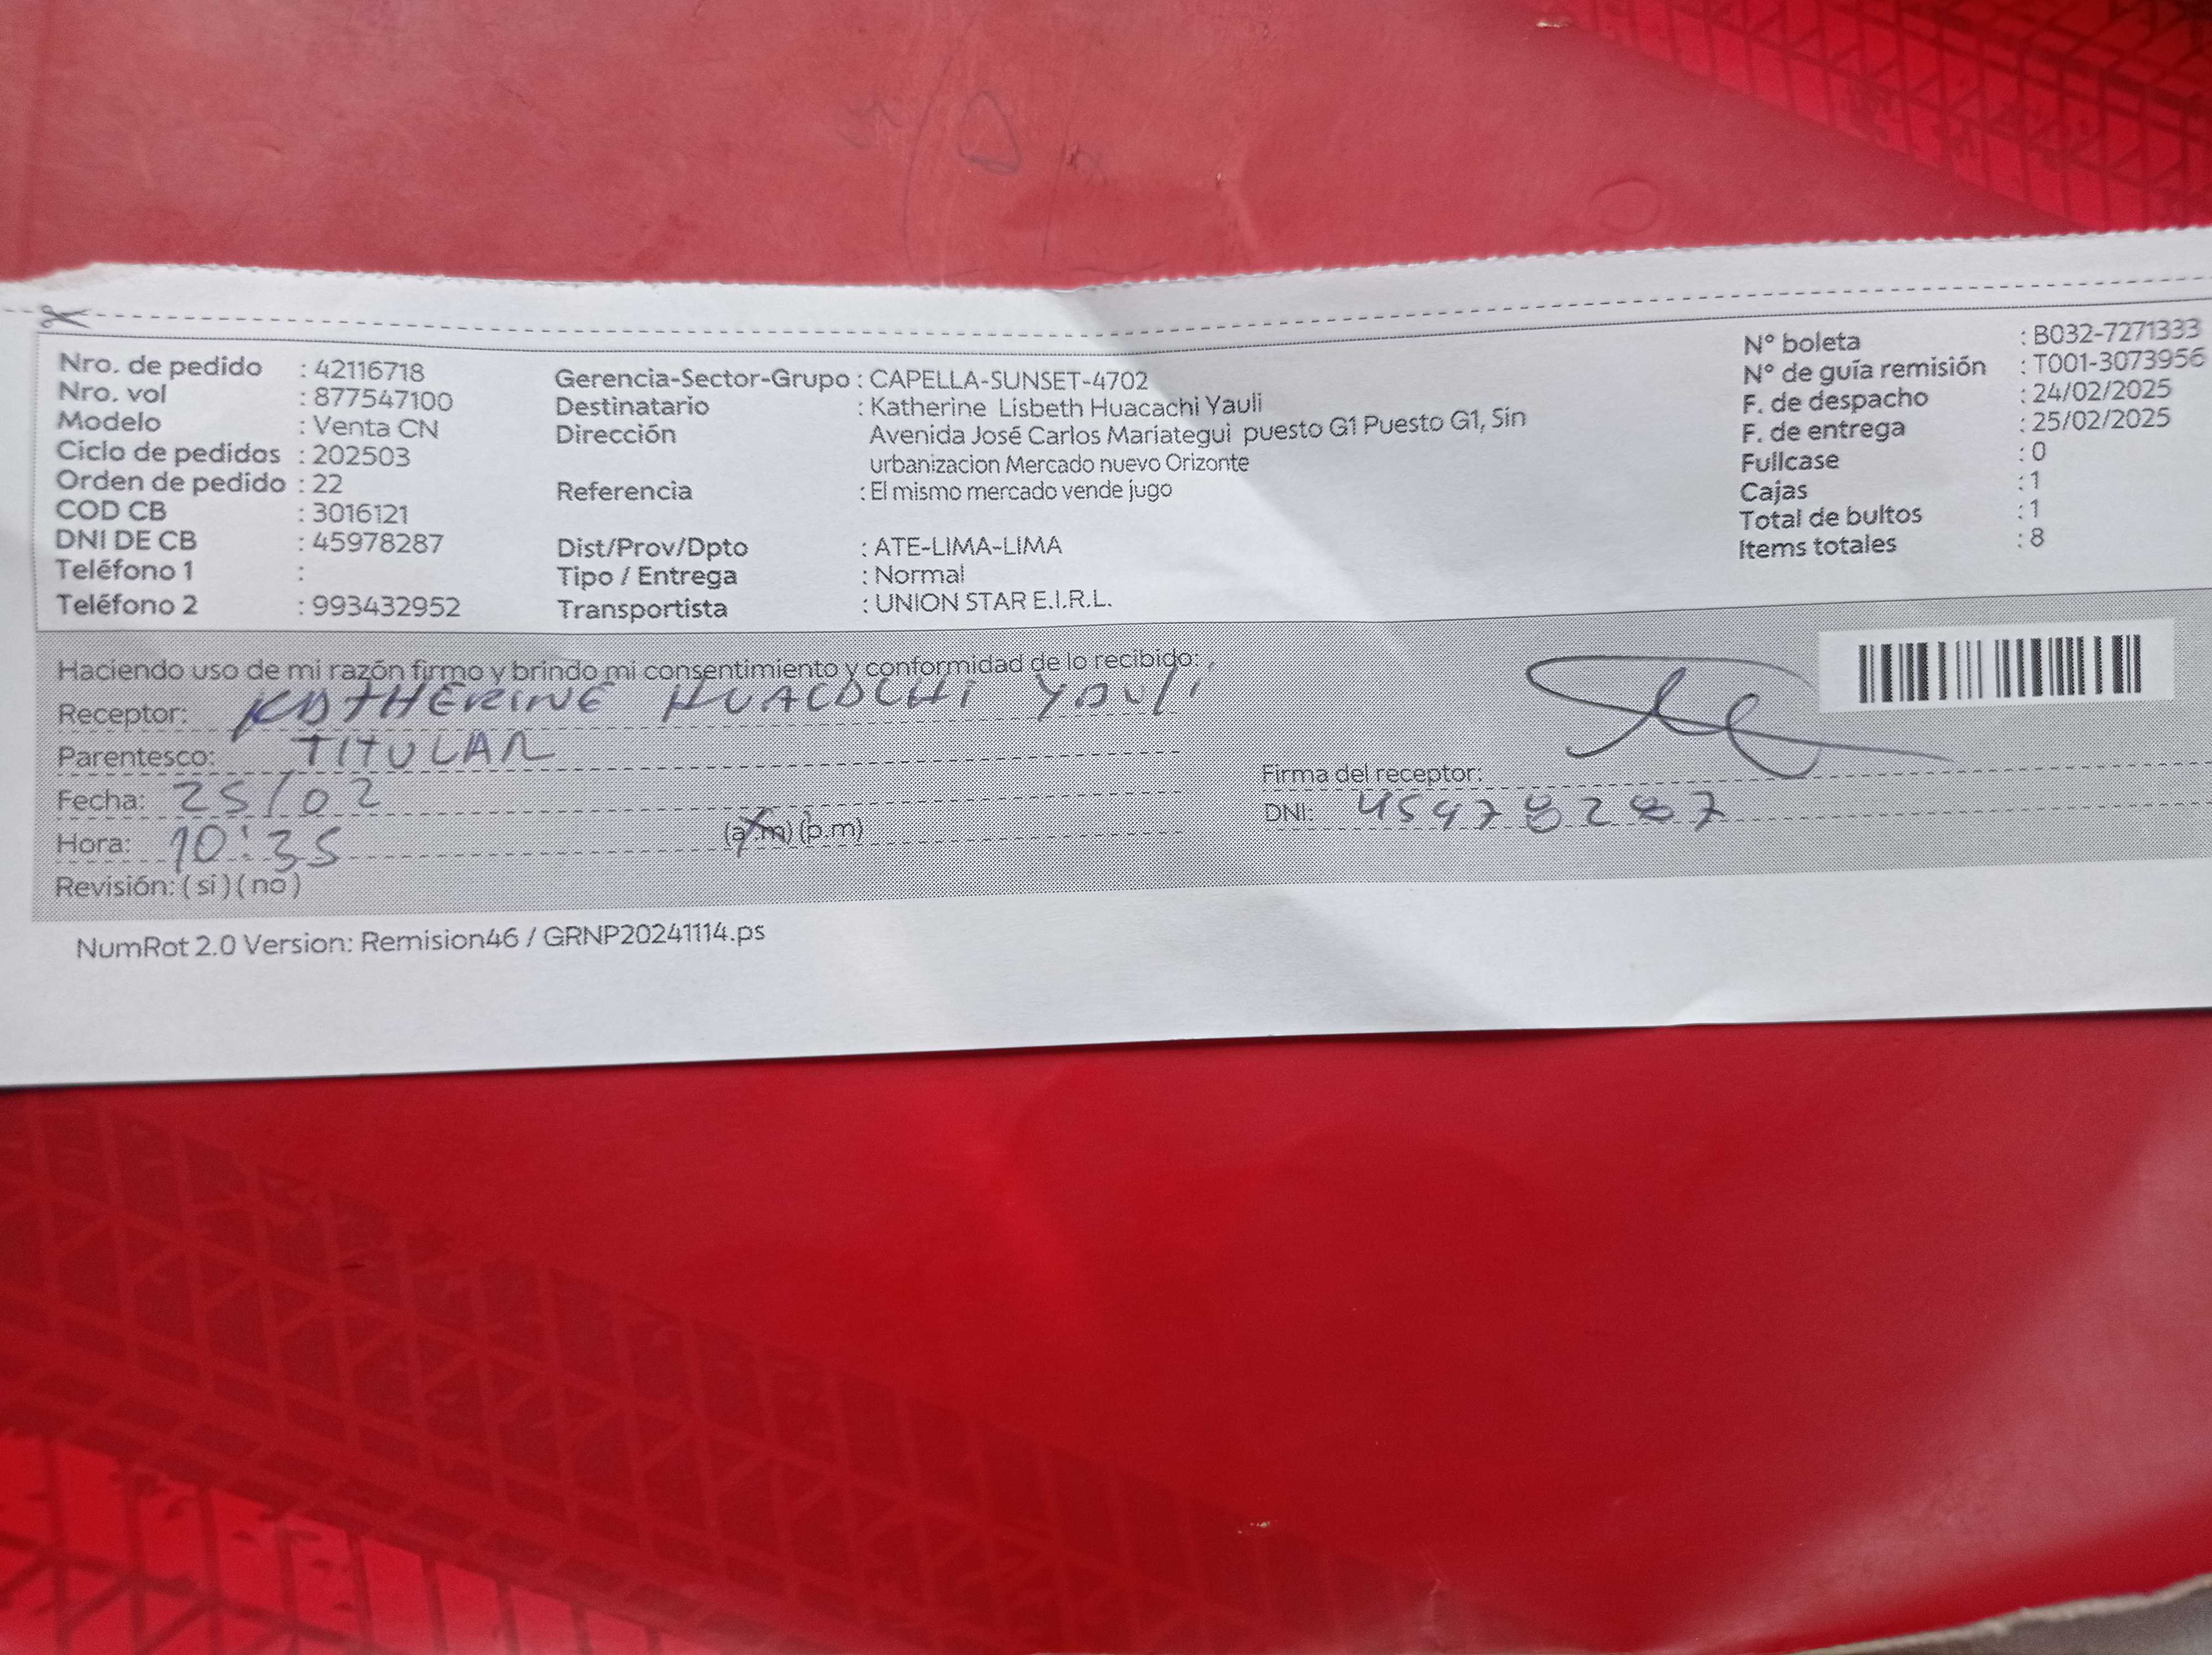 Nro. de pedido : 42116718
Nro. vol : 877547100
Modelo : Venta CN
Ciclo de pedidos : 202503
Orden de pedido : 22
COD CB : 3016121
DNI DE CB : 45978287
Teléfono 1 :
Teléfono 2 : 993432952
Gerencia-Sector-Grupo : CAPELLA-SUNSET-4702
Destinatario : Katherine Lisbeth Huacachi Yauli
Dirección Avenida José Carlos Mariategui puesto G1 Puesto G1, Sin
urbanizacion Mercado nuevo Orizonte
Referencia : El mismo mercado vende jugo
Dist/Prov/Dpto : ATE-LIMA-LIMA
Tipo / Entrega : Normal
Transportista : UNION STAR E.I.R.L.
N° boleta : B032-7271333
N° de guía remisión : T001-3073956
F. de despacho : 24/02/2025
F. de entrega : 25/02/2025
Fullcase : 0
Cajas : 1
Total de bultos : 1
Items totales : 8
Haciendo uso de mi razón firmo y brindo mi consentimiento y conformidad de lo recibido:
Receptor: KATHERINE HUACACHI YAULI
Parentesco: TITULAR
Fecha: 25/02
Hora: 10:35 (a.m) (p.m)
Revisión: (si) (no)
Firma del receptor:
DNI: 45978287
NumRot 2.0 Version: Remision46 / GRNP20241114.ps